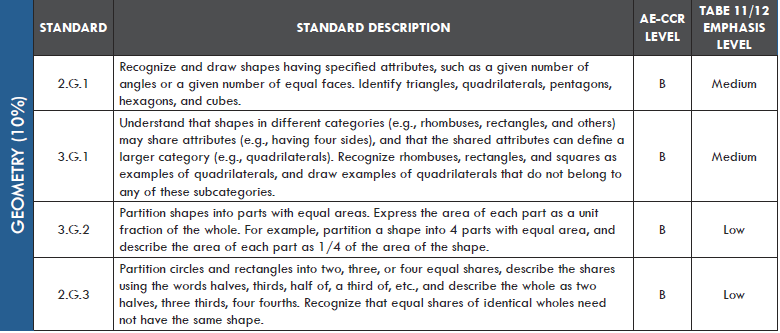 GEOMETRY (10%)
STANDARD
STANDARD DESCRIPTION
AE-CCR
LEVEL
TABE 11/12
EMPHASIS
LEVEL
2.G.1
Recognize and draw shapes having specified attributes, such as a given number of
angles or a given number of equal faces. Identify triangles, quadrilaterals, pentagons,
hexagons, and cubes.
B
Medium
3.G.1
Understand that shapes in different categories (e.g., rhombuses, rectangles, and others)
may share attributes (e.g., having four sides), and that the shared attributes can define a
larger category (e.g., quadrilaterals). Recognize rhombuses, rectangles, and squares as
examples of quadrilaterals, and draw examples of quadrilaterals that do not belong to
any of these subcategories.
B
Medium
3.G.2
Partition shapes into parts with equal areas. Express the area of each part as a unit
fraction of the whole. For example, partition a shape into 4 parts with equal area, and
describe the area of each part as 1/4 of the area of the shape.
B
Low
2.G.3
Partition circles and rectangles into two, three, or four equal shares, describe the shares
using the words halves, thirds, half of, a third of, etc., and describe the whole as two
halves, three thirds, four fourths. Recognize that equal shares of identical wholes need
not have the same shape.
B
Low